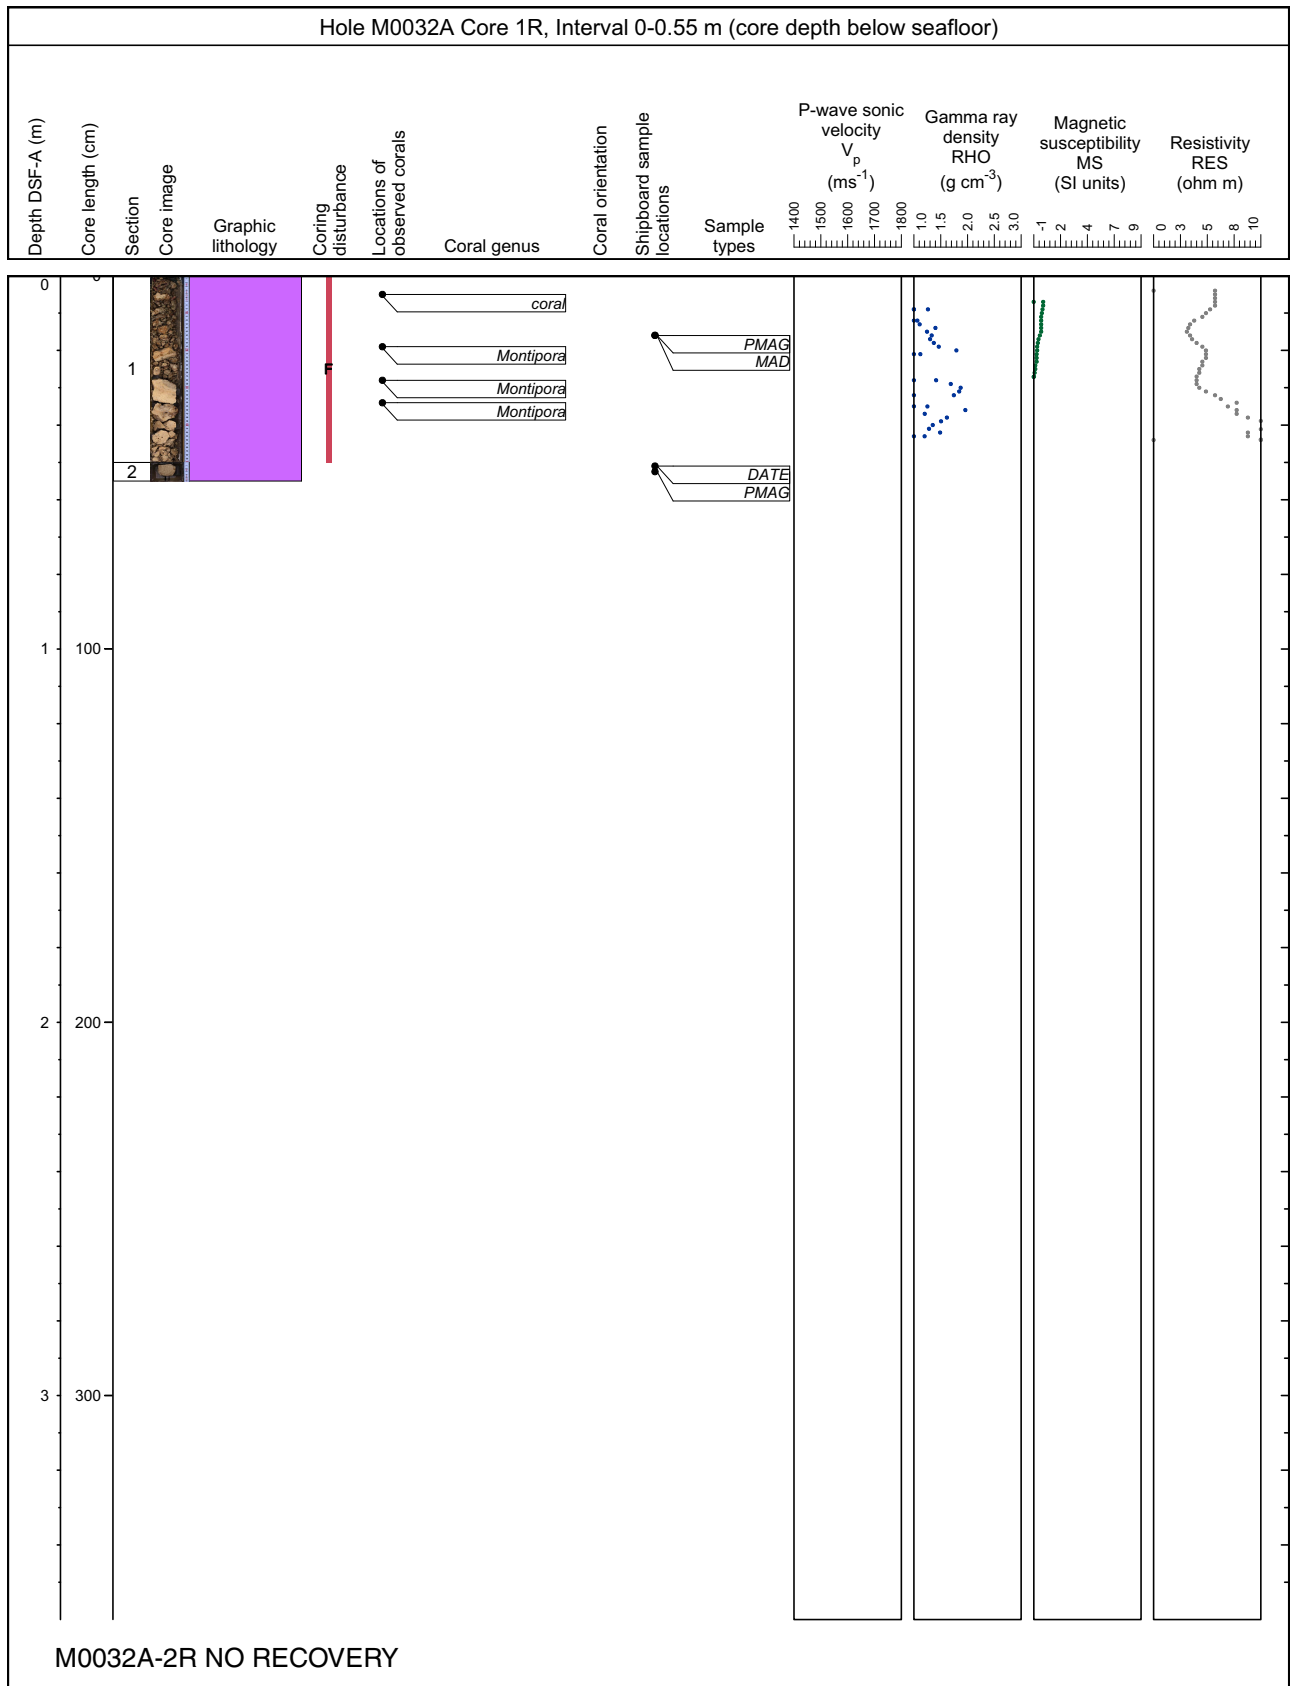 Hole M0032A Core 1R, Interval 0-0.55 m (core depth below seafloor)
Depth DSF-A (m)
Core length (cm)
Section
Core image
Graphic
lithology
Coring
disturbance
Locations of
observed corals
Coral genus
Coral orientation
Shipboard sample
locations
Sample
types
P-wave sonic
velocity
Vp
(ms-1)
1400
1500
1600
1700
1800
Gamma ray
density
RHO
(g cm-3)
1.0
1.5
2.0
2.5
3.0
Magnetic
susceptibility
MS
(SI units)
-1
2
4
7
9
Resistivity
RES
(ohm m)
0
3
5
8
10
0
1
2
3
100
200
300
1
2
F
coral
Montipora
Montipora
Montipora
PMAG
MAD
DATE
PMAG
M0032A-2R NO RECOVERY